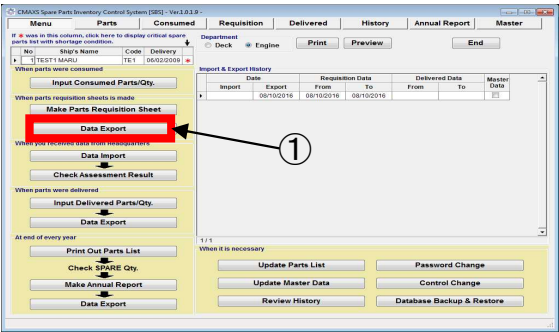 CMAXS Spare Parts Inventory Control System [SBS] - Ver.1.0.1.9 -
Menu Parts Consumed Requisition Delivered History Annual Report Master
If * was in this column, click here to display critical spare parts list with shortage condition.
No Ship's Name Code Delivery
1 TEST1 MARU TE1 06/02/2009 *
Department
Deck Engine Print Preview End
When parts were consumed
Input Consumed Parts/Qty.
When parts requisition sheets is made
Make Parts Requisition Sheet
Data Export
When you received data from Headquarters
Data Import
Check Assessment Result
When parts were delivered
Input Delivered Parts/Qty.
Data Export
At end of every year
Print Out Parts List
Check SPARE Qty.
Make Annual Report
Data Export
Import & Export History
Date Requisition Data Delivered Data Master Data
Import Export From To From To
08/10/2016 08/10/2016 08/10/2016
①
1 / 1
When it is necessary
Update Parts List Password Change
Update Master Data Control Change
Review History Database Backup & Restore